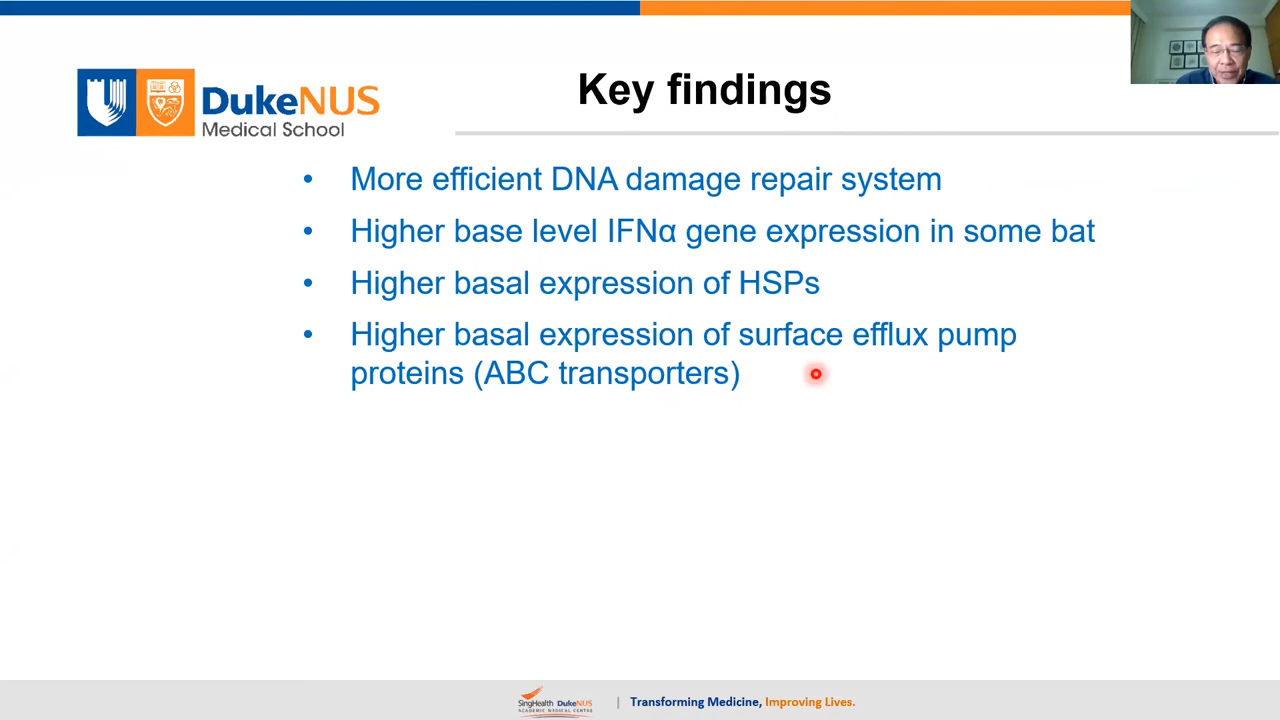 DukeNUS
Medical School
Key findings
• More efficient DNA damage repair system
• Higher base level IFNα gene expression in some bat
• Higher basal expression of HSPs
• Higher basal expression of surface efflux pump
proteins (ABC transporters)
SingHealth DukeNUS
ACADEMIC MEDICAL CENTRE
| Transforming Medicine, Improving Lives.